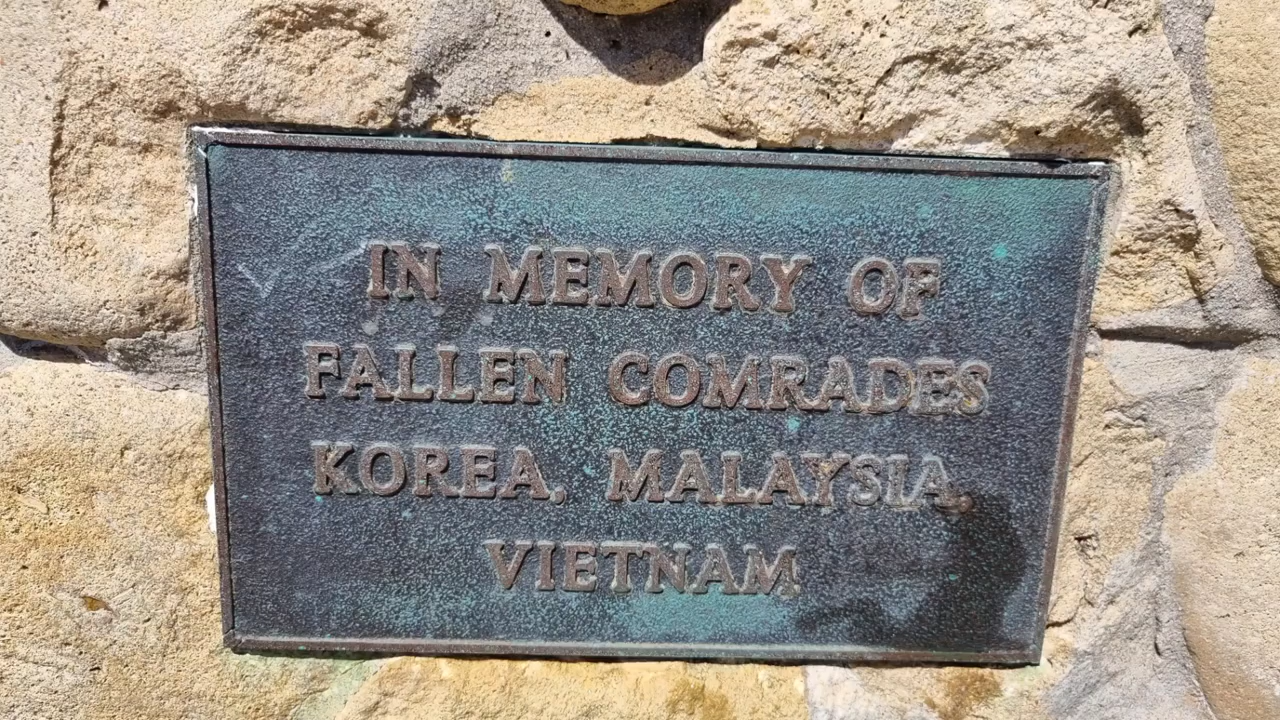 IN MEMORY OF
FALLEN COMRADES
KOREA, MALAYSIA,
VIETNAM